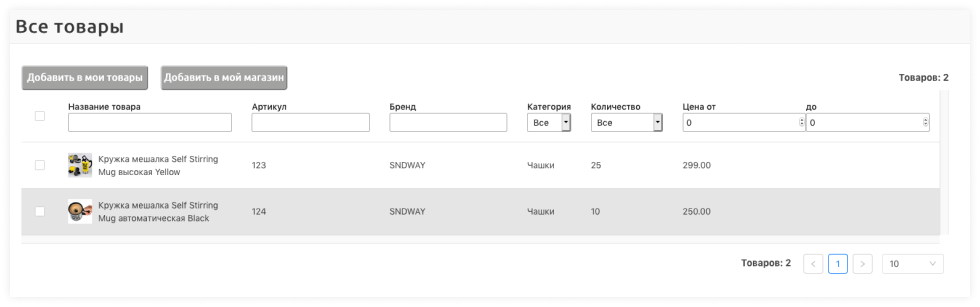 Все товары
Добавить в мои товары Добавить в мой магазин Товаров: 2
Название товара Артикул Бренд Категория Количество Цена от до
Все Все 0 0
Кружка мешалка Self Stirring
Mug высокая Yellow 123 SNDWAY Чашки 25 299.00
Кружка мешалка Self Stirring
Mug автоматическая Black 124 SNDWAY Чашки 10 250.00
Товаров: 2 < 1 > 10